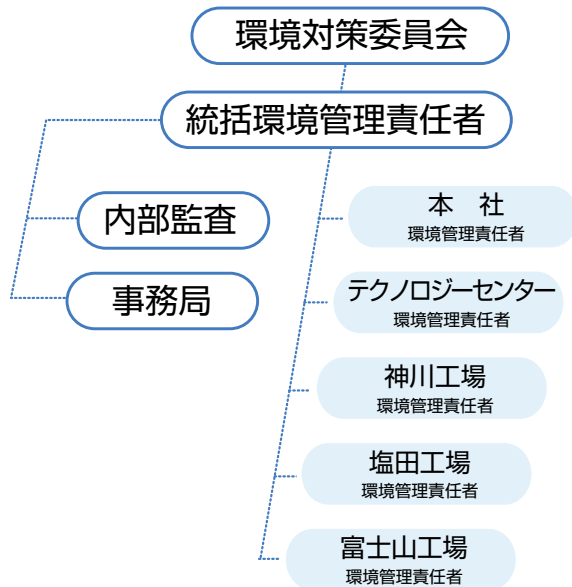 環境対策委員会
統括環境管理責任者
内部監査
事務局
本　社
環境管理責任者
テクノロジーセンター
環境管理責任者
神川工場
環境管理責任者
塩田工場
環境管理責任者
富士山工場
環境管理責任者